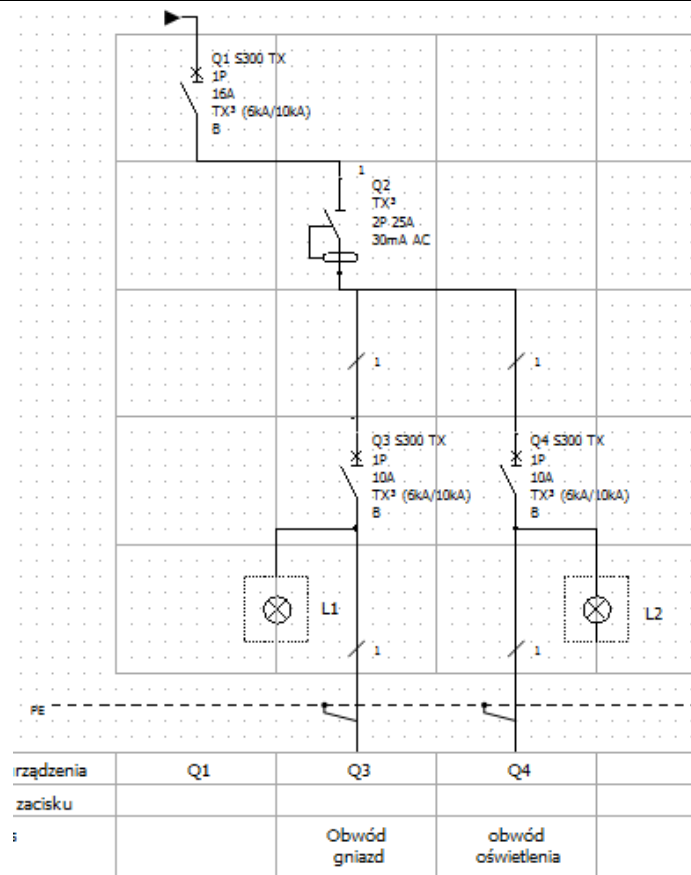 Q1 S300 TX
1P
16A
TX³ (6kA/10kA)
B
1
Q2
TX³
2P 25A
30mA AC
1
1
Q3 S300 TX
1P
10A
TX³ (6kA/10kA)
B
Q4 S300 TX
1P
10A
TX³ (6kA/10kA)
B
L1
L2
1
1
PE
rządzenia
Q1
Q3
Q4
zacisku
s
Obwód
gniazd
obwód
oświetlenia